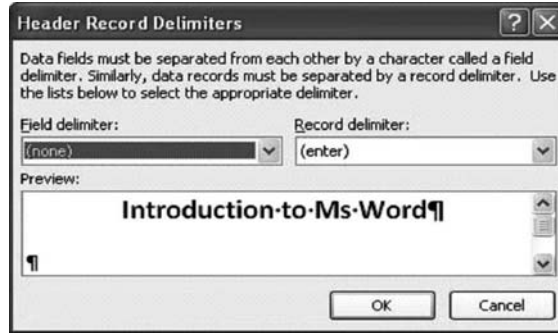 Header Record Delimiters
Data fields must be separated from each other by a character called a field
delimiter. Similarly, data records must be separated by a record delimiter. Use
the lists below to select the appropriate delimiter.
Field delimiter: Record delimiter:
(none) (enter)
Preview:
Introduction·to·Ms·Word¶
¶
OK Cancel